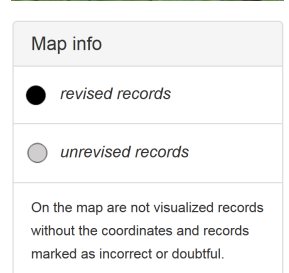 Map info
revised records
unrevised records
On the map are not visualized records
without the coordinates and records
marked as incorrect or doubtful.